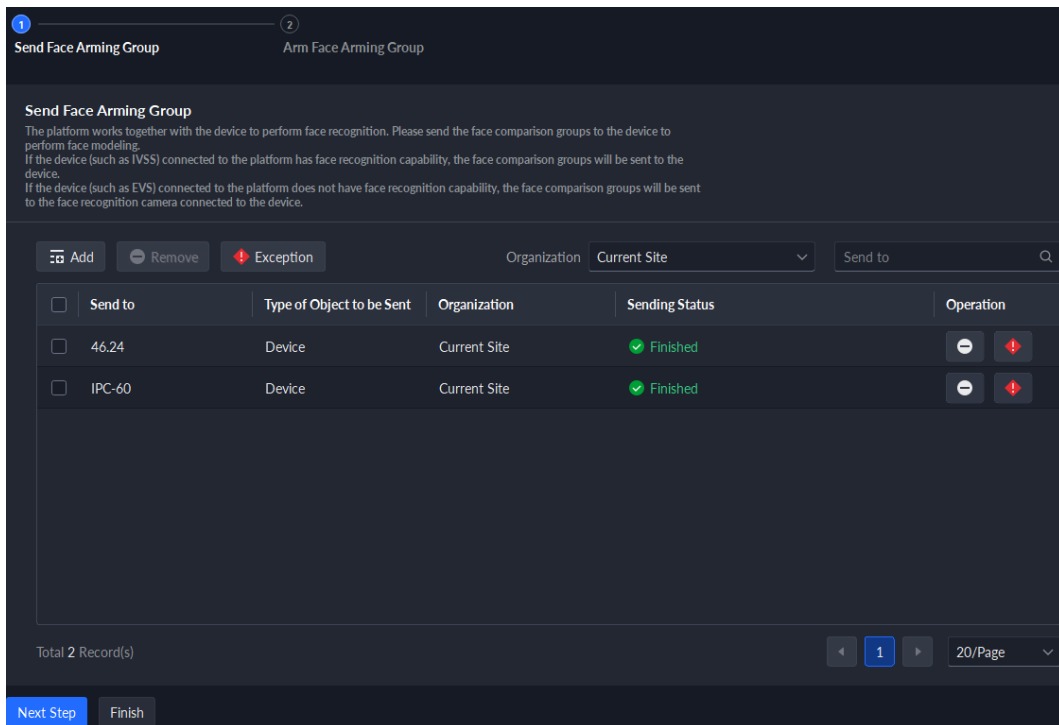 1
2
Send Face Arming Group
Arm Face Arming Group
Send Face Arming Group
The platform works together with the device to perform face recognition. Please send the face comparison groups to the device to
perform face modeling.
If the device (such as IVSS) connected to the platform has face recognition capability, the face comparison groups will be sent to the
device.
If the device (such as EVS) connected to the platform does not have face recognition capability, the face comparison groups will be sent
to the face recognition camera connected to the device.
Add Remove Exception Organization Current Site Send to
Send to Type of Object to be Sent Organization Sending Status Operation
46.24 Device Current Site Finished
IPC-60 Device Current Site Finished
Total 2 Record(s) 1 20/Page
Next Step Finish